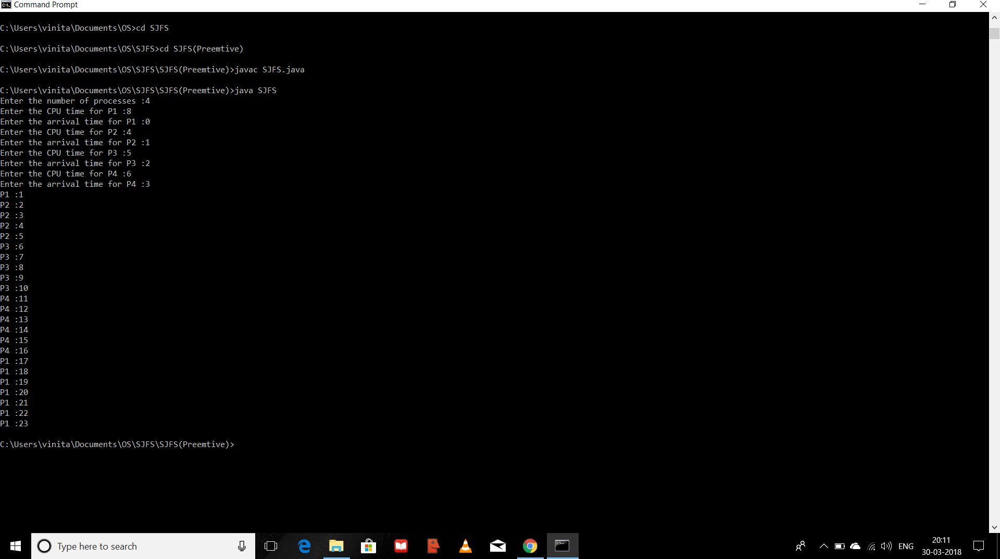 Command Prompt
C:\Users\vinita\Documents\OS>cd SJFS
C:\Users\vinita\Documents\OS\SJFS>cd SJFS(Preemtive)
C:\Users\vinita\Documents\OS\SJFS\SJFS(Preemtive)>javac SJFS.java
C:\Users\vinita\Documents\OS\SJFS\SJFS(Preemtive)>java SJFS
Enter the number of processes :4
Enter the CPU time for P1 :8
Enter the arrival time for P1 :0
Enter the CPU time for P2 :4
Enter the arrival time for P2 :1
Enter the CPU time for P3 :5
Enter the arrival time for P3 :2
Enter the CPU time for P4 :6
Enter the arrival time for P4 :3
P1 :1
P2 :2
P2 :3
P2 :4
P2 :5
P3 :6
P3 :7
P3 :8
P3 :9
P3 :10
P4 :11
P4 :12
P4 :13
P4 :14
P4 :15
P4 :16
P1 :17
P1 :18
P1 :19
P1 :20
P1 :21
P1 :22
P1 :23
C:\Users\vinita\Documents\OS\SJFS\SJFS(Preemtive)>
Type here to search
ENG
20:11
30-03-2018